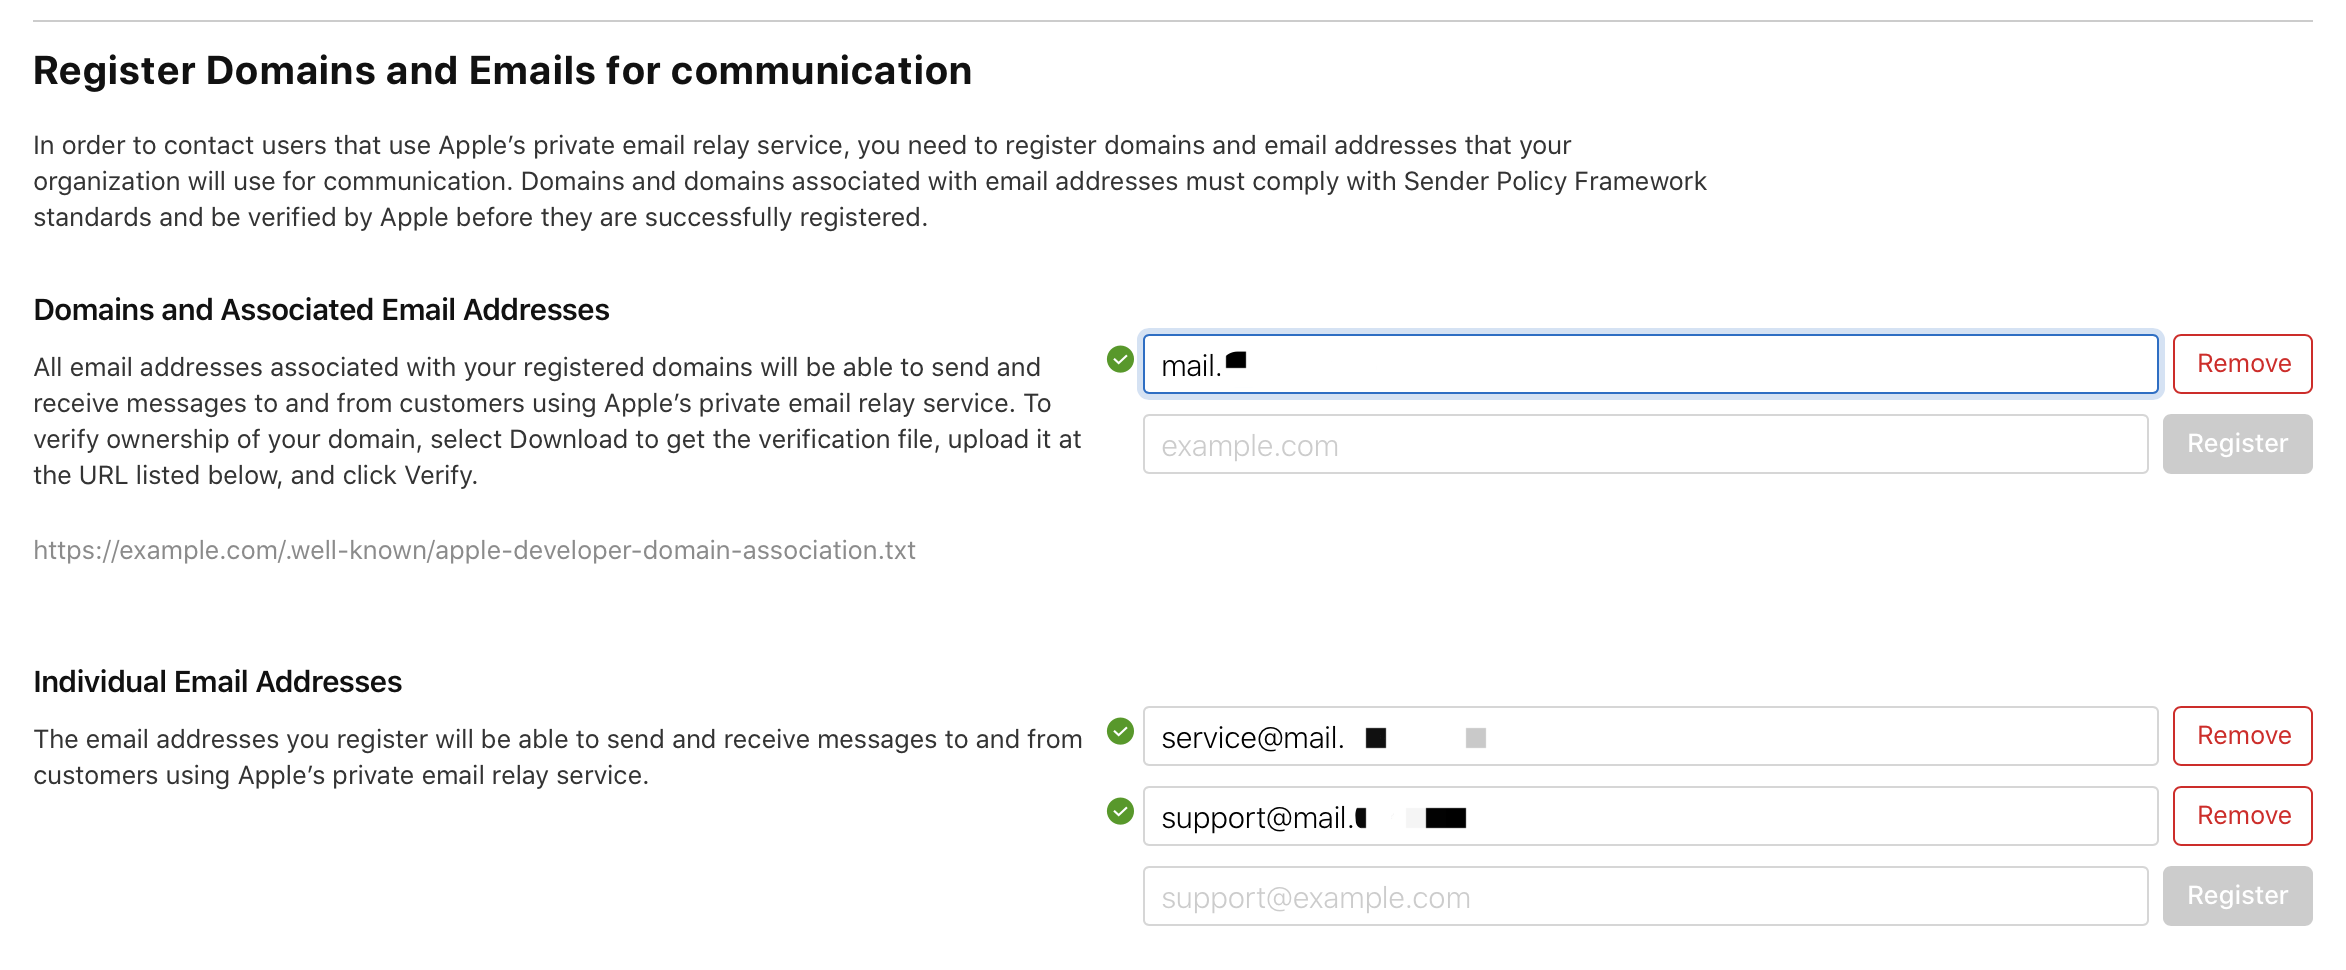 Register Domains and Emails for communication
In order to contact users that use Apple’s private email relay service, you need to register domains and email addresses that your
organization will use for communication. Domains and domains associated with email addresses must comply with Sender Policy Framework
standards and be verified by Apple before they are successfully registered.
Domains and Associated Email Addresses
All email addresses associated with your registered domains will be able to send and
receive messages to and from customers using Apple’s private email relay service. To
verify ownership of your domain, select Download to get the verification file, upload it at
the URL listed below, and click Verify.
https://example.com/.well-known/apple-developer-domain-association.txt
mail.
Remove
example.com
Register
Individual Email Addresses
The email addresses you register will be able to send and receive messages to and from
customers using Apple’s private email relay service.
service@mail.
Remove
support@mail.
Remove
support@example.com
Register